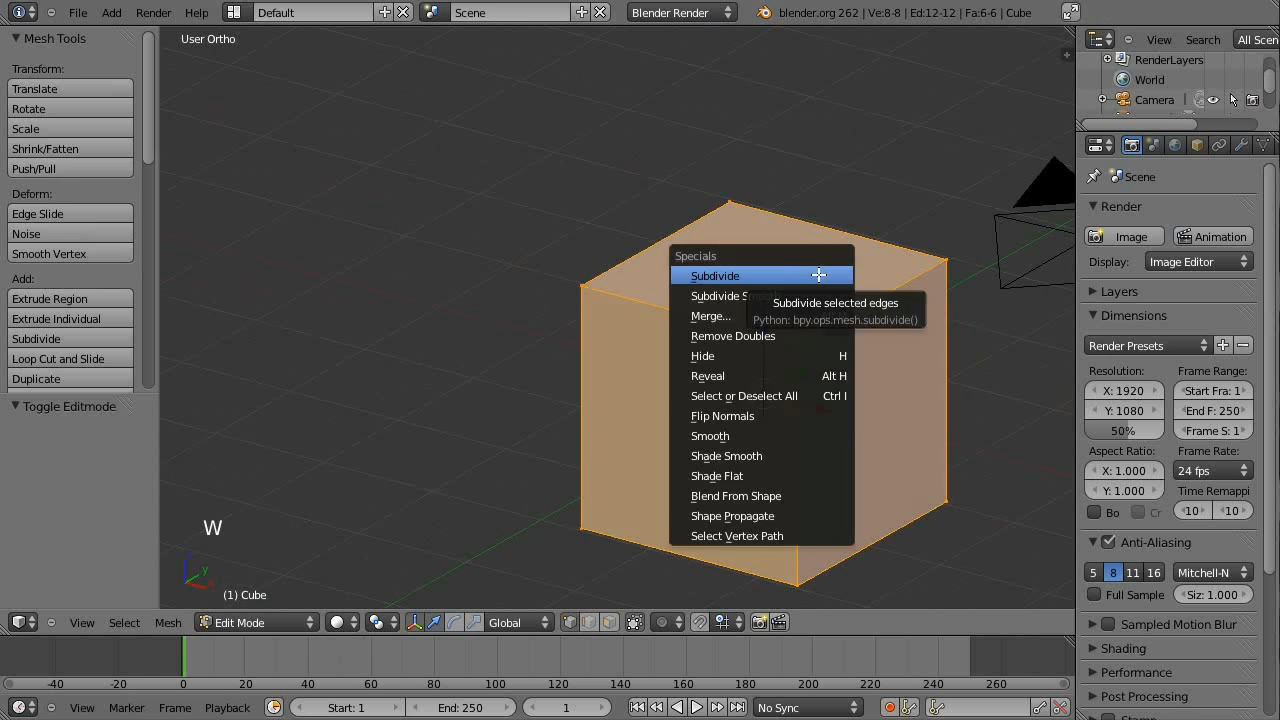 File Add Render Help Default Scene Blender Render blender.org 262 | Ve:8-8 | Ed:12-12 | Fa:6-6 | Cube
Mesh Tools
Transform:
Translate
Rotate
Scale
Shrink/Fatten
Push/Pull
Deform:
Edge Slide
Noise
Smooth Vertex
Add:
Extrude Region
Extrude Individual
Subdivide
Loop Cut and Slide
Duplicate
Toggle Editmode
User Ortho
Specials
Subdivide
Subdivide S
Subdivide selected edges
Python: bpy.ops.mesh.subdivide()
Merge...
Remove Doubles
Hide H
Reveal Alt H
Select or Deselect All Ctrl I
Flip Normals
Smooth
Shade Smooth
Shade Flat
Blend From Shape
Shape Propagate
Select Vertex Path
W
z
y
x
(1) Cube
View Select Mesh Edit Mode Global
-40 -20 0 20 40 60 80 100 120 140 160 180 200 220 240 260
View Marker Frame Playback Start: 1 End: 250 1 No Sync
View Search All Scen
RenderLayers
World
Camera
Scene
Render
Image Animation
Display: Image Editor
Layers
Dimensions
Render Presets
Resolution: Frame Range:
X: 1920 Start Fra: 1
Y: 1080 End F: 250
50% Frame S: 1
Aspect Ratio: Frame Rate:
X: 1.000 24 fps
Y: 1.000 Time Remappi
Bo Cr 10 10
Anti-Aliasing
5 8 11 16 Mitchell-N
Full Sample Siz: 1.000
Sampled Motion Blur
Shading
Performance
Post Processing